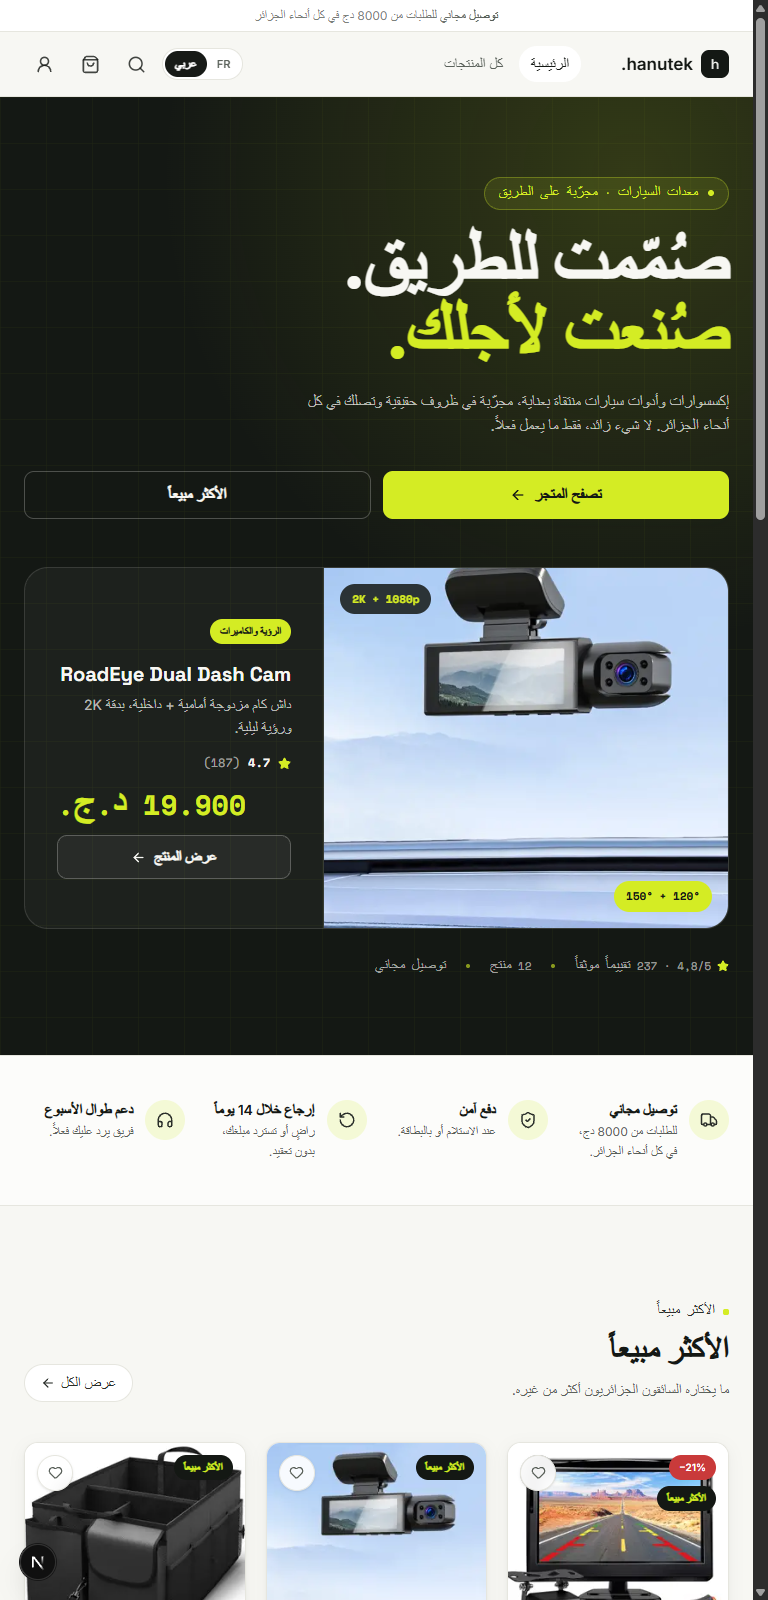 توصيل مجاني للطلبات من 8000 دج في كل أنحاء الجزائر
h
hanutek.
الرئيسية
كل المنتجات
FR
عربي
معدات السيارات · مجرّبة على الطريق
صُمّمت للطريق.
صُنعت لأجلك.
إكسسوارات وأدوات سيارات منتقاة بعناية، مجرّبة في ظروف حقيقية وتصلك في كل
أنحاء الجزائر. لا شيء زائد، فقط ما يعمل فعلاً.
تصفح المتجر
الأكثر مبيعاً
2K + 1080p
150° + 120°
الرؤية والكاميرات
RoadEye Dual Dash Cam
داش كام مزدوجة أمامية + داخلية، بدقة 2K
ورؤية ليلية.
4.7 (187)
19.900 د.ج.
عرض المنتج
4,8/5 · 237 تقييماً موثقاً
12 منتج
توصيل مجاني
توصيل مجاني
للطلبات من 8000 دج،
في كل أنحاء الجزائر.
دفع آمن
عند الاستلام أو بالبطاقة.
إرجاع خلال 14 يوماً
راضٍ أو تسترد مبلغك،
بدون تعقيد.
دعم طوال الأسبوع
فريق يرد عليك فعلاً.
الأكثر مبيعاً
الأكثر مبيعاً
ما يختاره السائقون الجزائريون أكثر من غيره.
عرض الكل
−21%
الأكثر مبيعاً
الأكثر مبيعاً
الأكثر مبيعاً
N